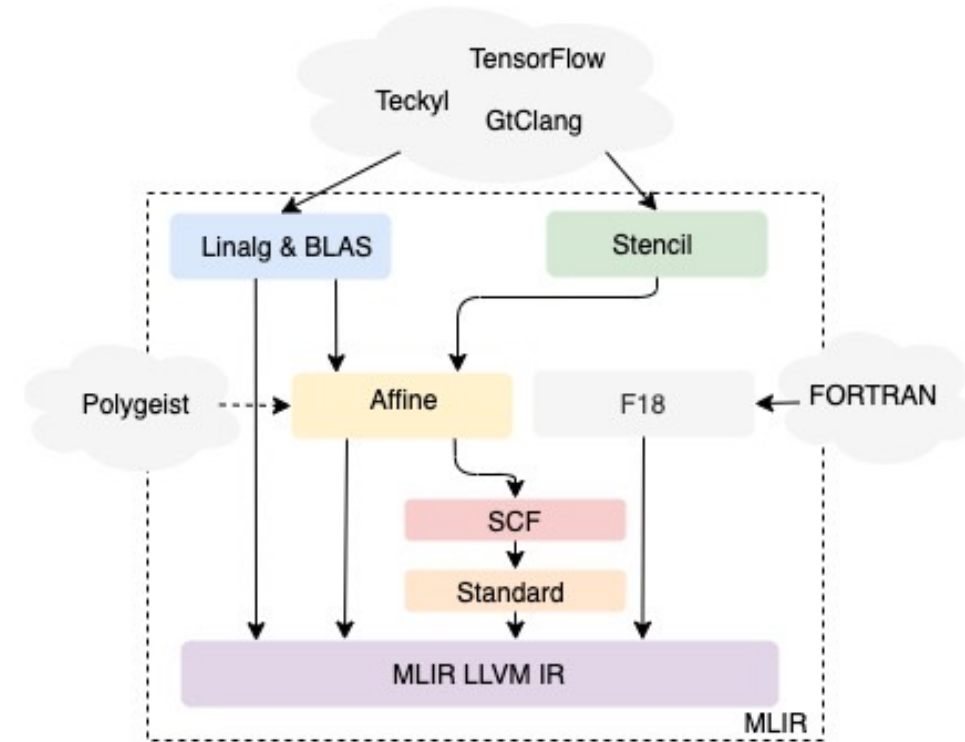 TensorFlow
Teckyl
GtClang
Linalg & BLAS
Stencil
Polygeist
Affine
F18
FORTRAN
SCF
Standard
MLIR LLVM IR
MLIR